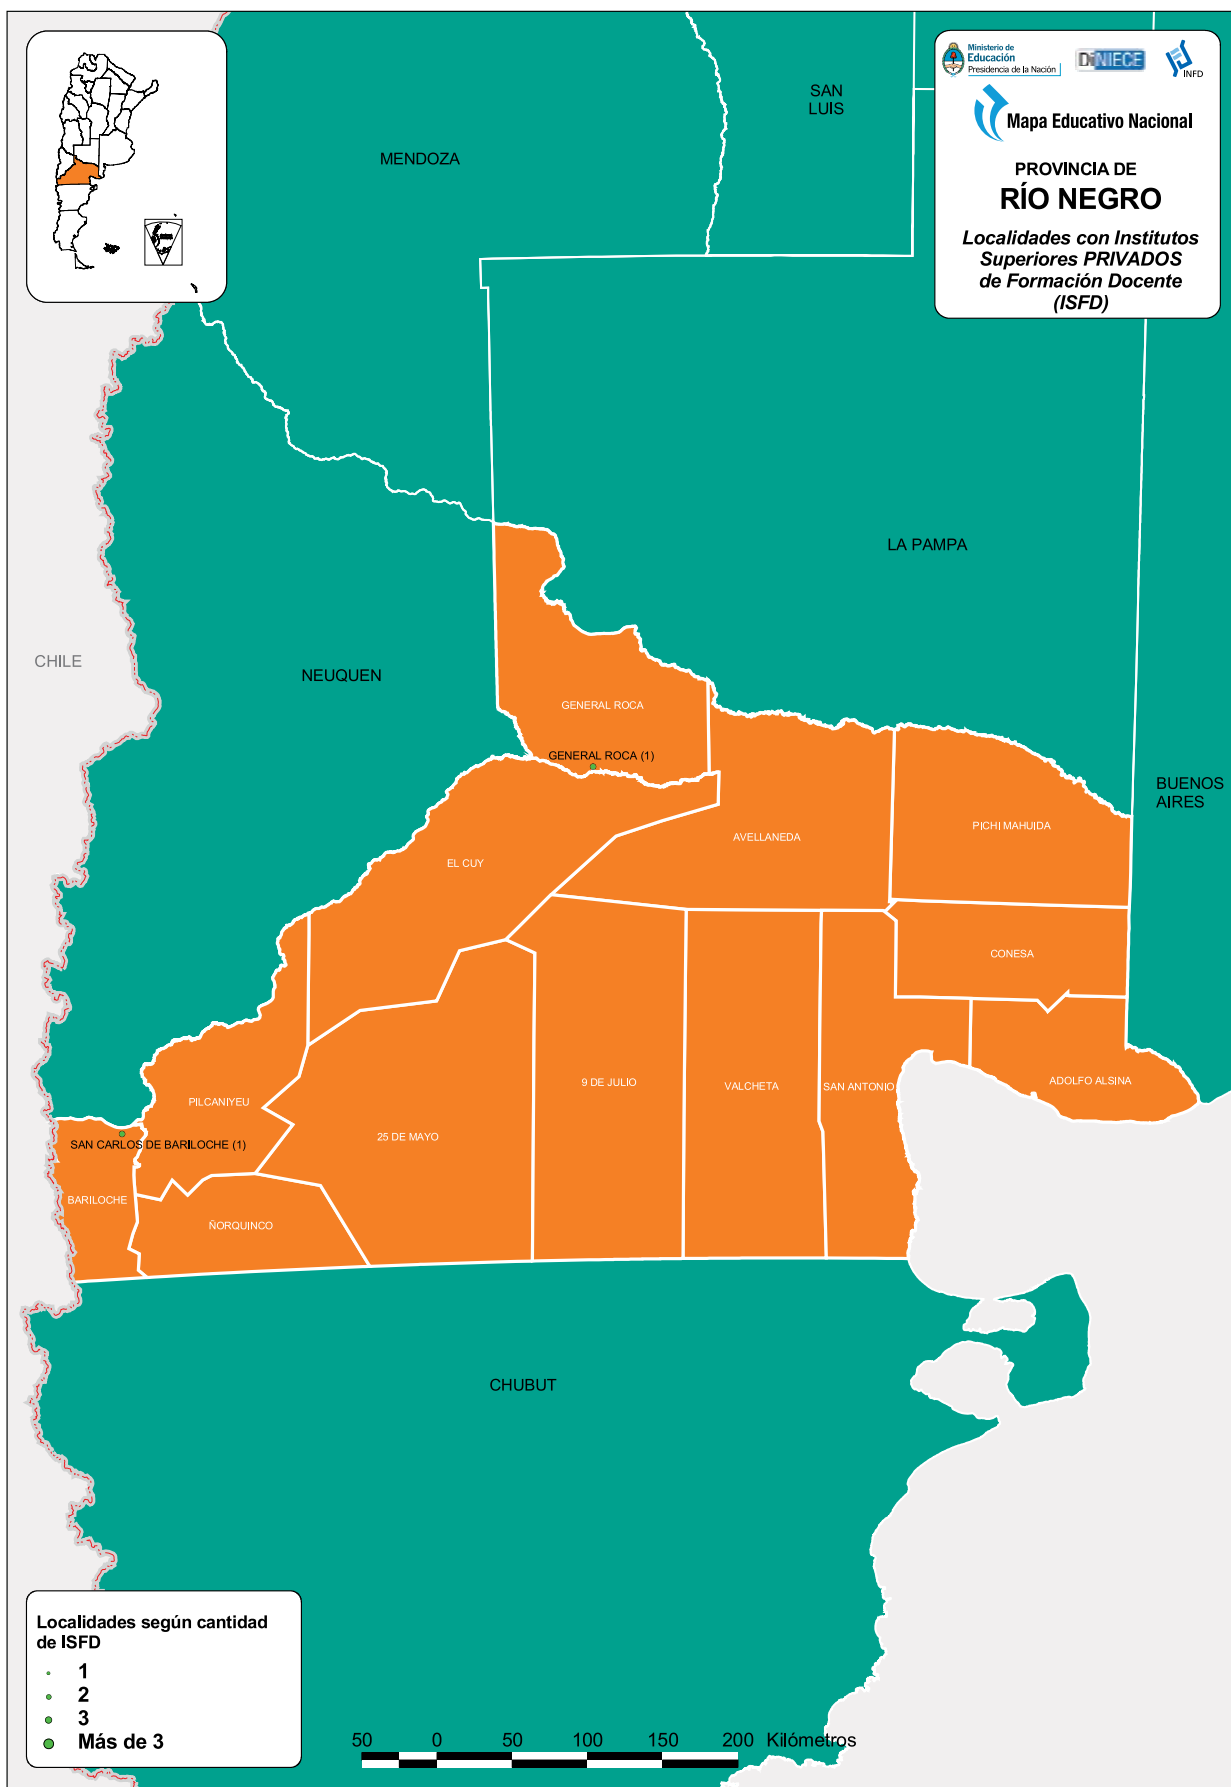 Ministerio de
Educación
Presidencia de la Nación
DiNIECE
INFD
Mapa Educativo Nacional
PROVINCIA DE
RÍO NEGRO
Localidades con Institutos
Superiores PRIVADOS
de Formación Docente
(ISFD)
SAN
LUIS
MENDOZA
LA PAMPA
CHILE
NEUQUEN
GENERAL ROCA
GENERAL ROCA (1)
BUENOS
AIRES
PICHI MAHUIDA
AVELLANEDA
EL CUY
CONESA
9 DE JULIO
VALCHETA
SAN ANTONIO
ADOLFO ALSINA
PILCANIYEU
25 DE MAYO
SAN CARLOS DE BARILOCHE (1)
BARILOCHE
ÑORQUINCO
CHUBUT
Localidades según cantidad
de ISFD
1
2
3
Más de 3
50 0 50 100 150 200 Kilómetros